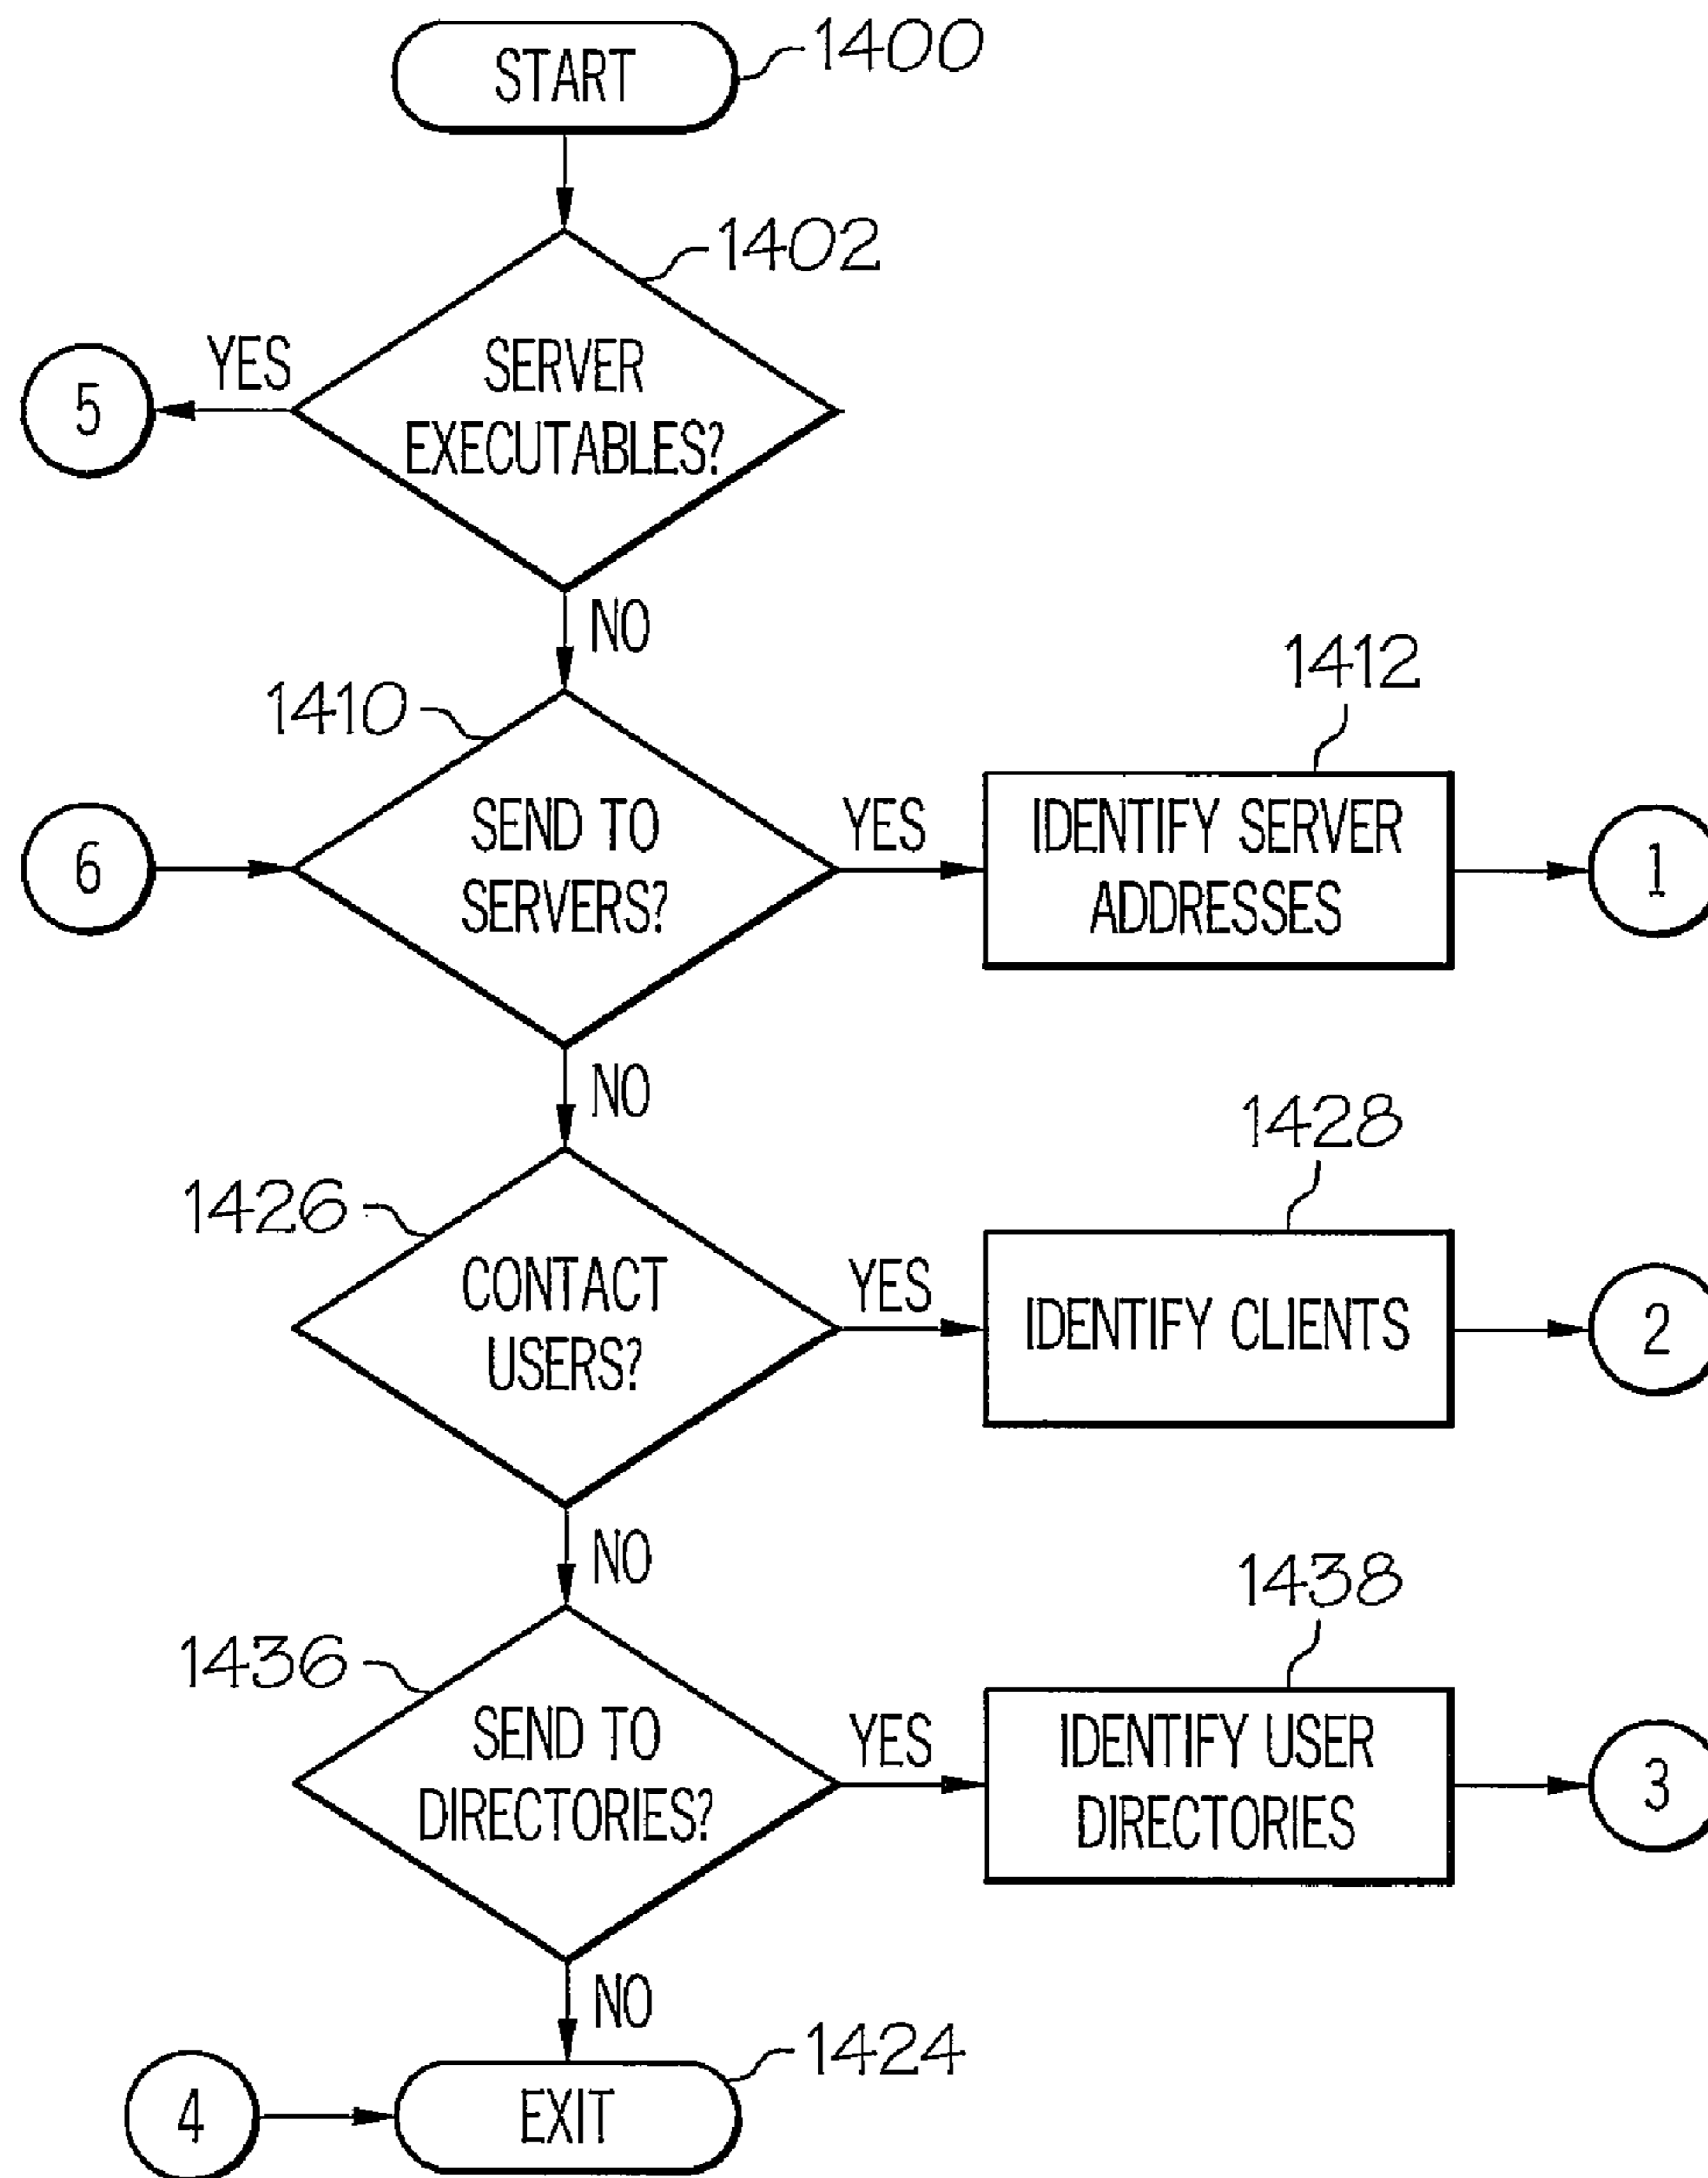 START
1400
1402
YES
SERVER
EXECUTABLES?
5
NO
1410
1412
6
SEND TO
SERVERS?
YES
IDENTIFY SERVER
ADDRESSES
1
NO
1426
1428
CONTACT
USERS?
YES
IDENTIFY CLIENTS
2
NO
1436
1438
SEND TO
DIRECTORIES?
YES
IDENTIFY USER
DIRECTORIES
3
NO
1424
4
EXIT